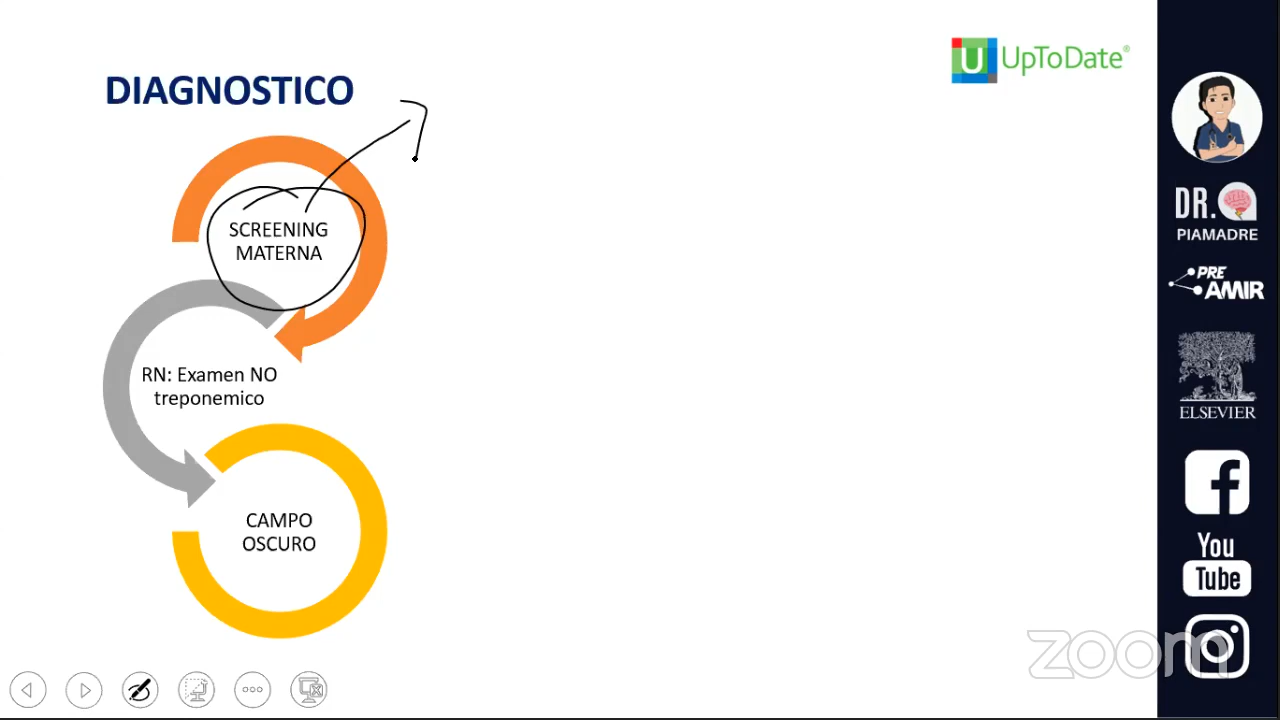 DIAGNOSTICO
UpToDate®
SCREENING
MATERNA
RN: Examen NO
treponemico
CAMPO
OSCURO
DR.
PIAMADRE
PRE
AMIR
ELSEVIER
You
Tube
zoom